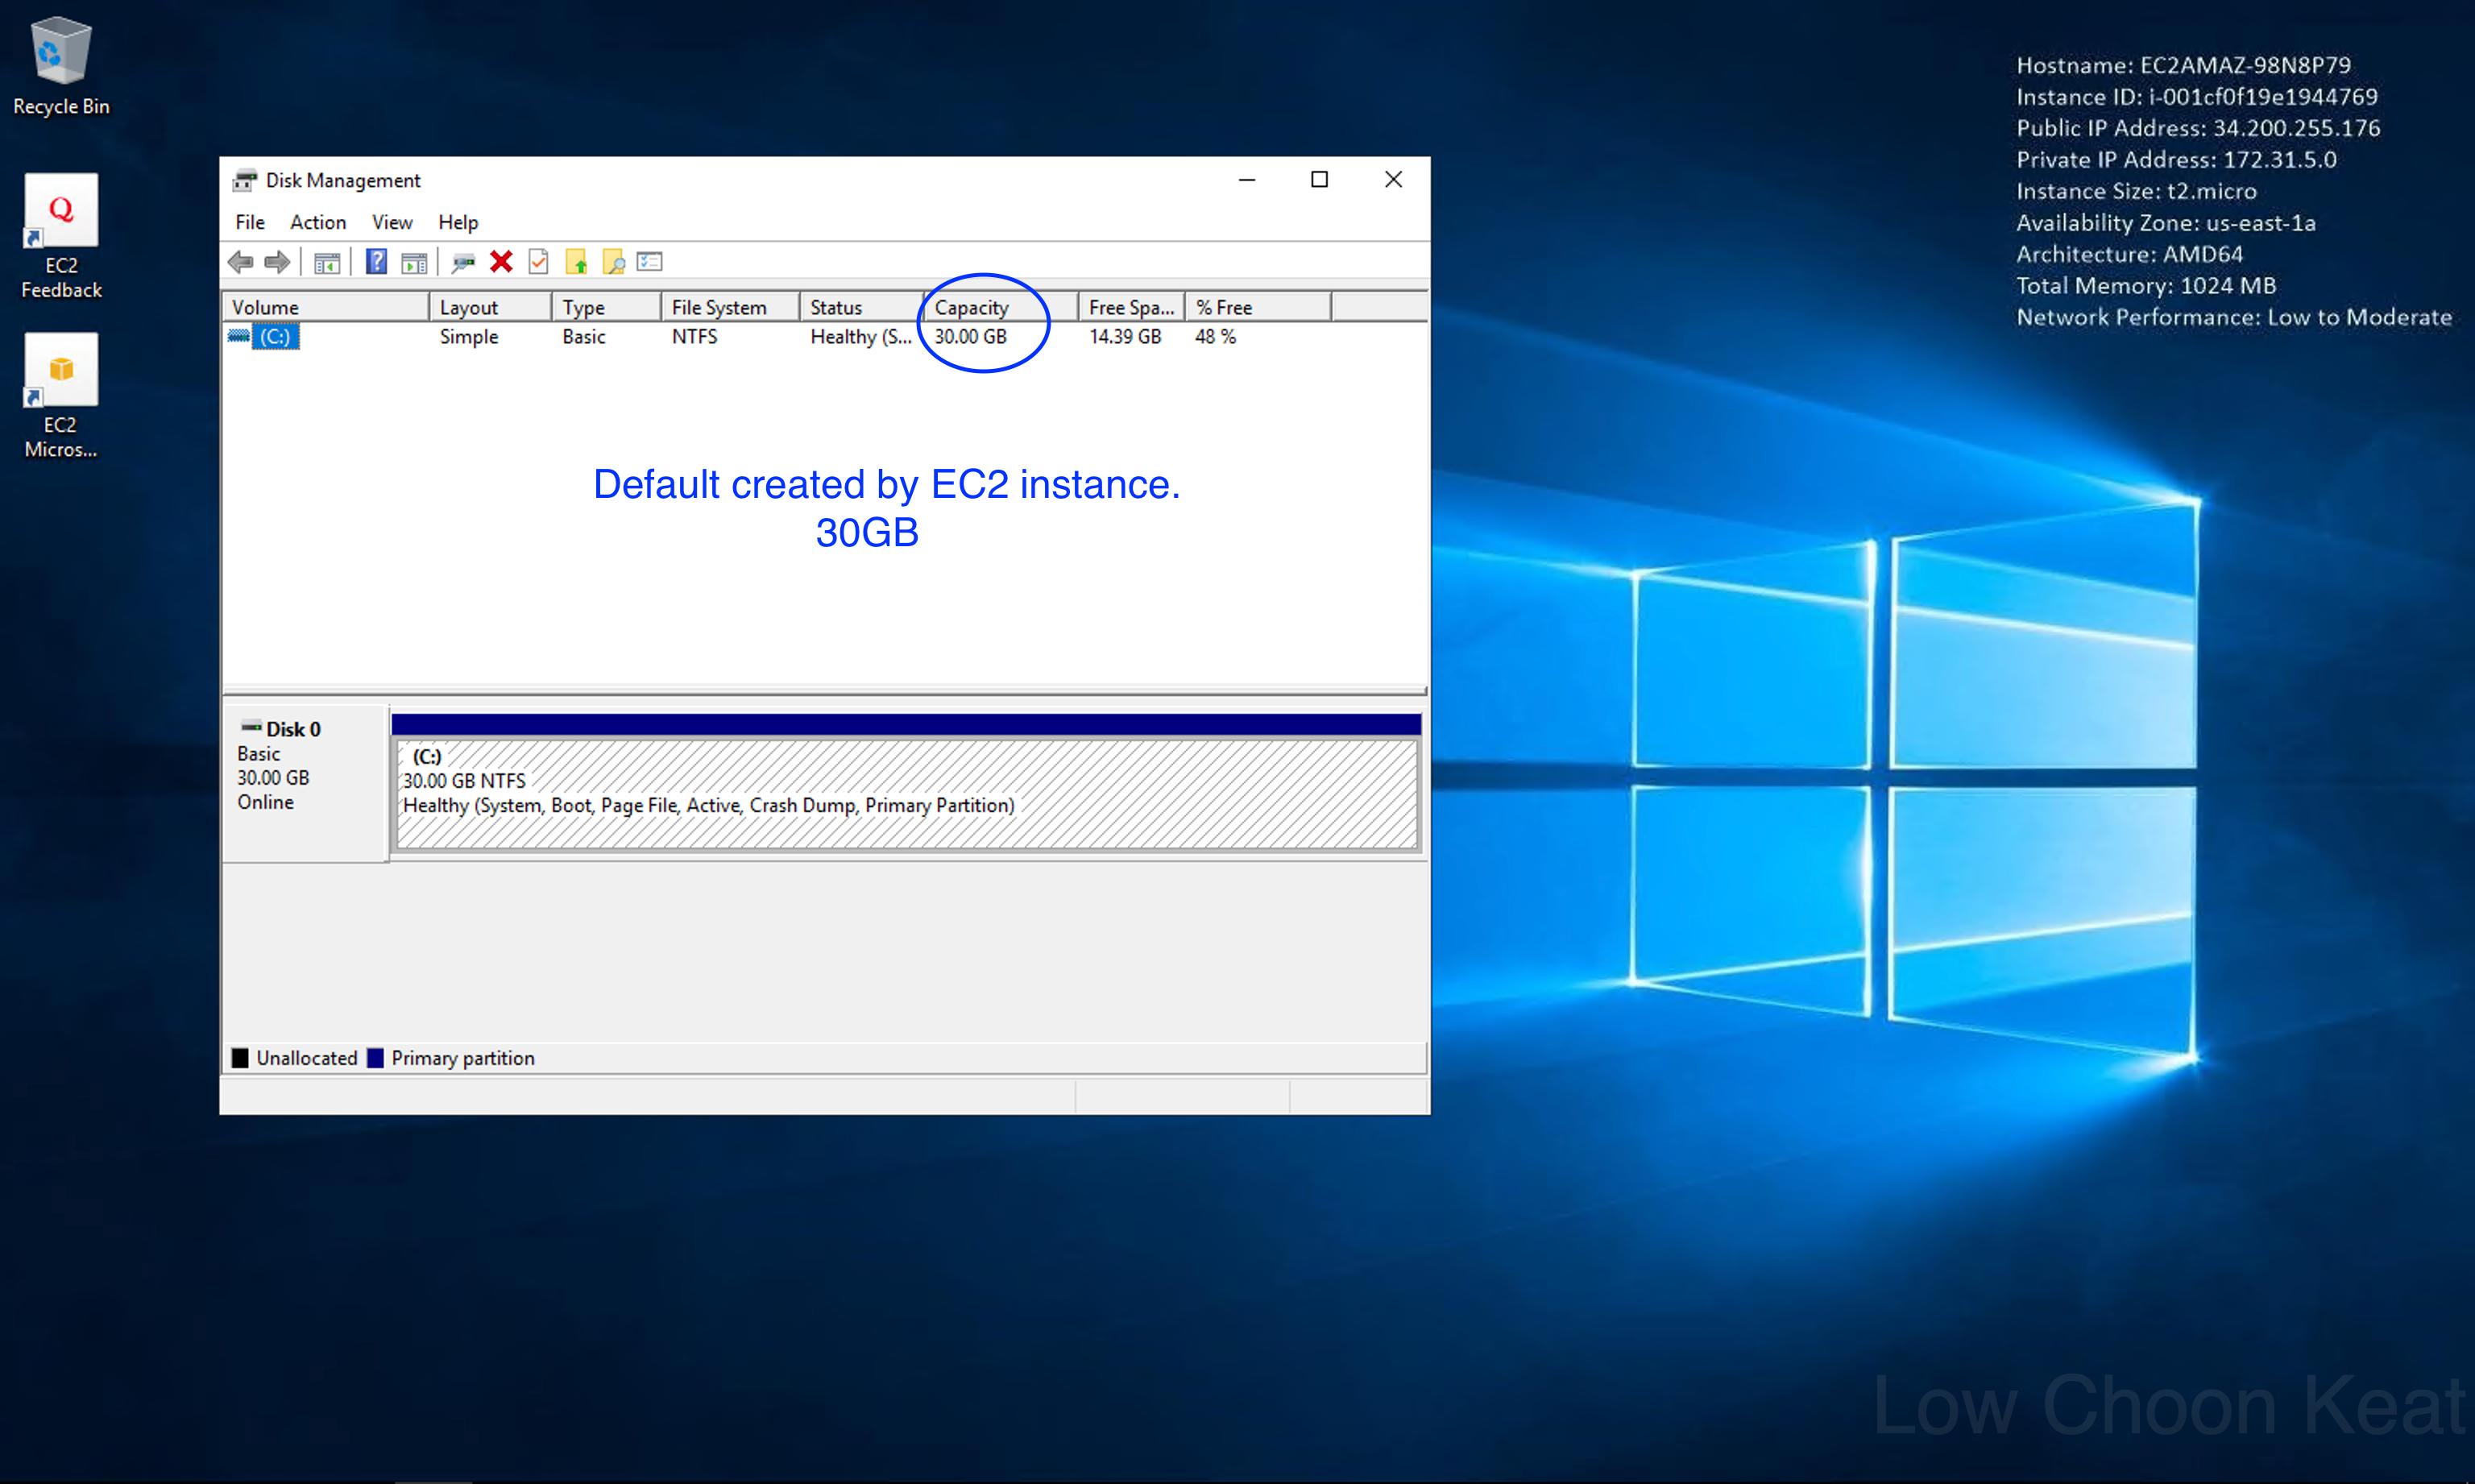 Recycle Bin
EC2
Feedback
EC2
Micros...
Hostname: EC2AMAZ-98N8P79
Instance ID: i-001cf0f19e1944769
Public IP Address: 34.200.255.176
Private IP Address: 172.31.5.0
Instance Size: t2.micro
Availability Zone: us-east-1a
Architecture: AMD64
Total Memory: 1024 MB
Network Performance: Low to Moderate
Disk Management
File Action View Help
Volume Layout Type File System Status Capacity Free Spa... % Free
(C:) Simple Basic NTFS Healthy (S... 30.00 GB 14.39 GB 48 %
Default created by EC2 instance.
30GB
Disk 0
Basic
30.00 GB
Online
(C:)
30.00 GB NTFS
Healthy (System, Boot, Page File, Active, Crash Dump, Primary Partition)
Unallocated Primary partition
Low Choon Keat